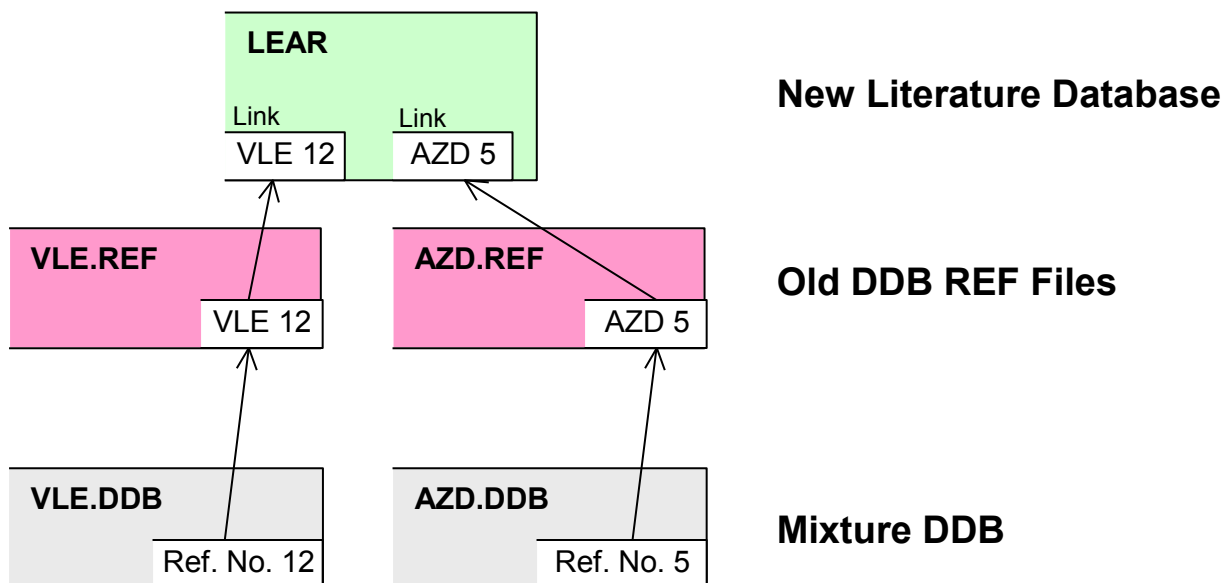 LEAR
New Literature Database
Link Link
VLE 12 AZD 5
VLE.REF AZD.REF
Old DDB REF Files
VLE 12 AZD 5
VLE.DDB AZD.DDB
Mixture DDB
Ref. No. 12 Ref. No. 5